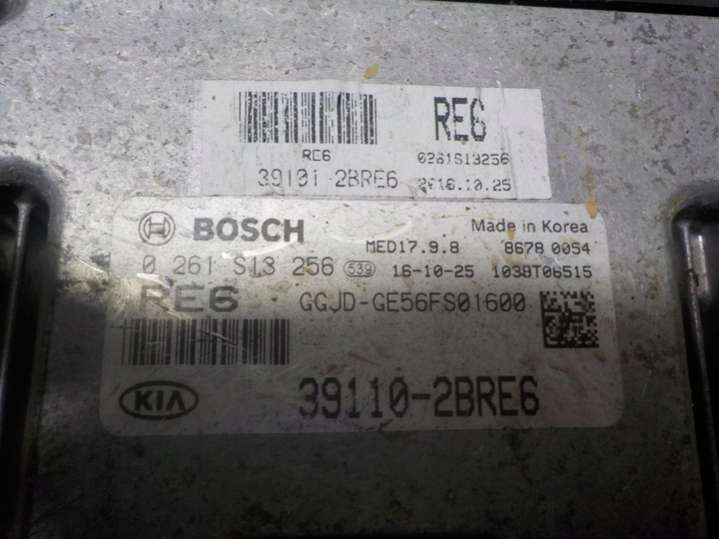 RE6
RE6
0261S13256
39101-2BRE6
2016.10.25
BOSCH
Made in Korea
MED17.9.8
8678 0054
0 261 S13 256
539
16-10-25
1038T06515
RE6
GGJD-GE56FS01600
KIA
39110-2BRE6